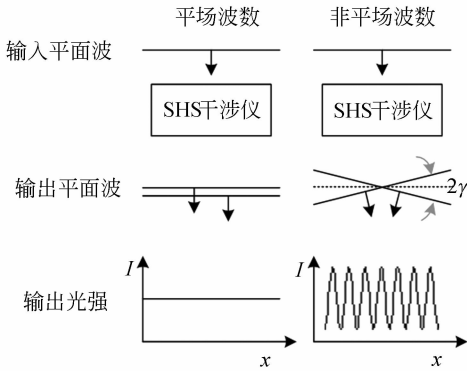 平场波数 非平场波数
输入平面波
SHS干涉仪 SHS干涉仪
输出平面波
2γ
I I
输出光强
x x